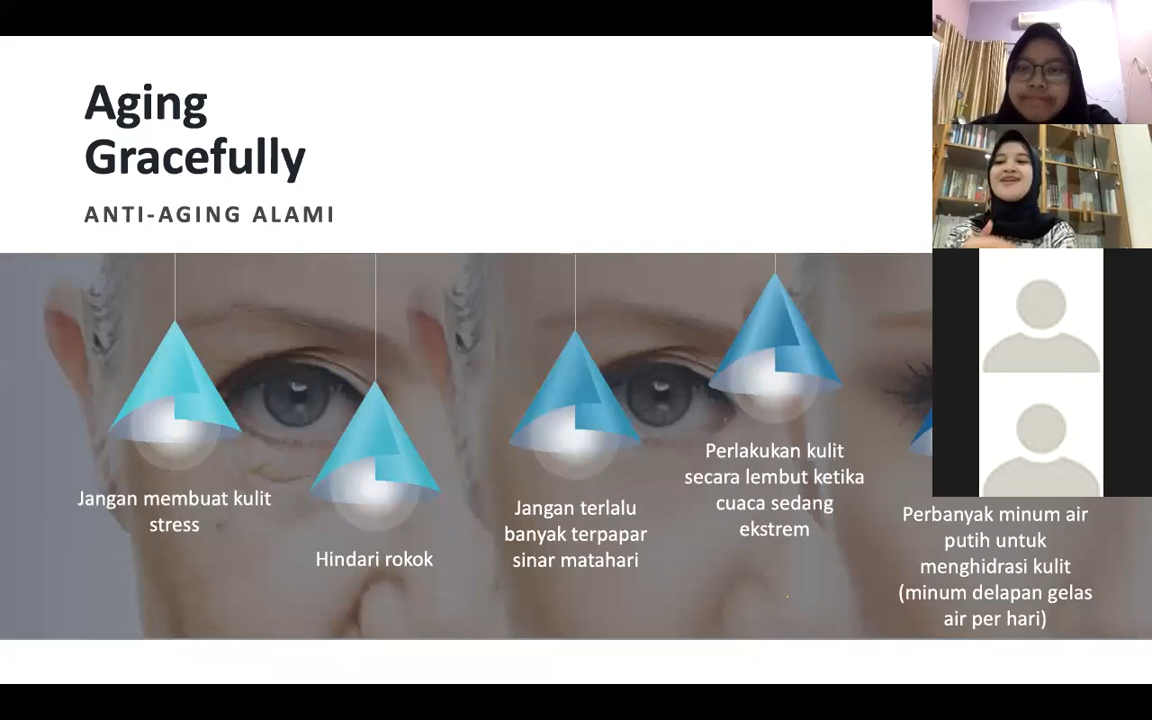 Aging
Gracefully
ANTI-AGING ALAMI
Jangan membuat kulit
stress
Hindari rokok
Jangan terlalu
banyak terpapar
sinar matahari
Perlakukan kulit
secara lembut ketika
cuaca sedang
ekstrem
Perbanyak minum air
putih untuk
menghidrasi kulit
(minum delapan gelas
air per hari)